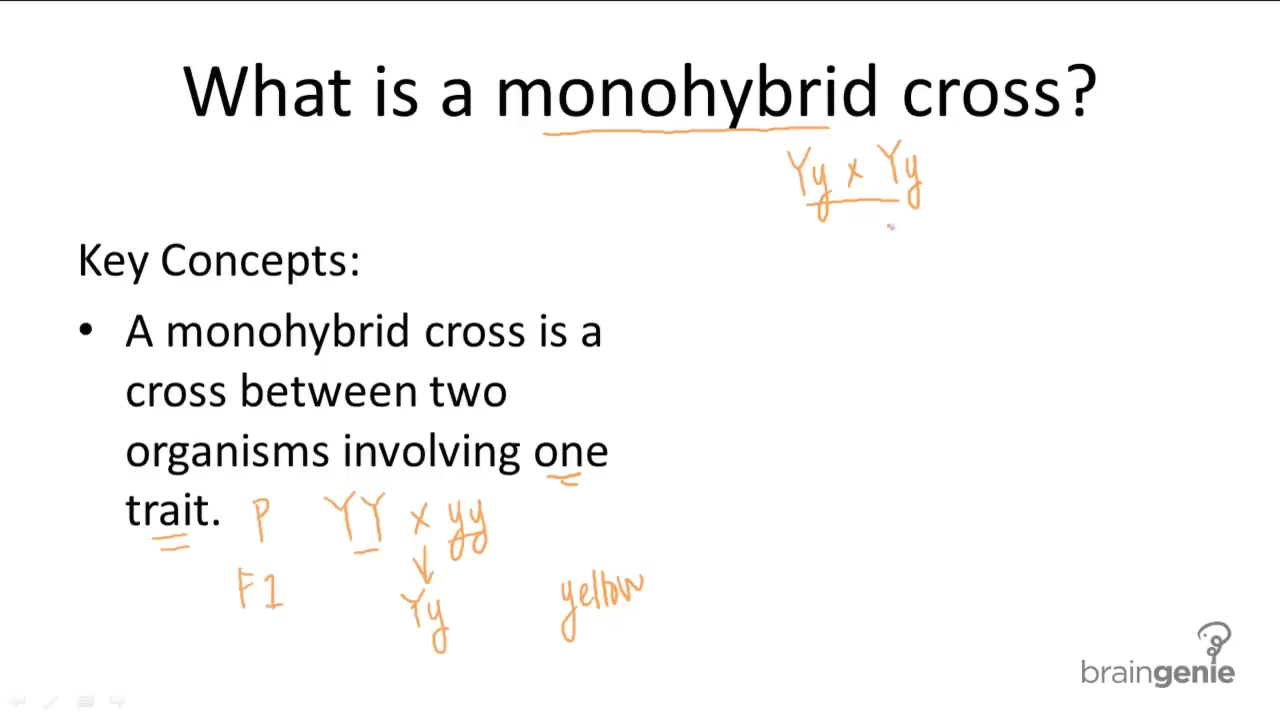 What is a monohybrid cross?
Yy x Yy
Key Concepts:
• A monohybrid cross is a
cross between two
organisms involving one
trait. P YY x yy
F1 Yy yellow
braingenie